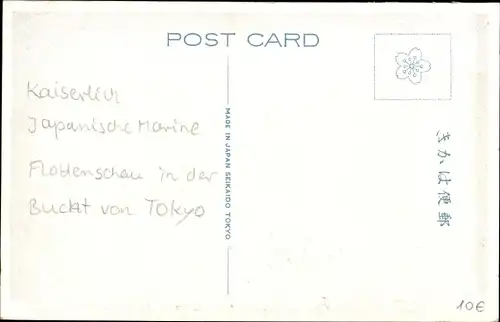 POST CARD
Kaiserlich
Japanische Marine
Flottenschau in der
Bucht von Tokyo
MADE IN JAPAN SEIKAIDO TOKYO
きかは便郵
10€